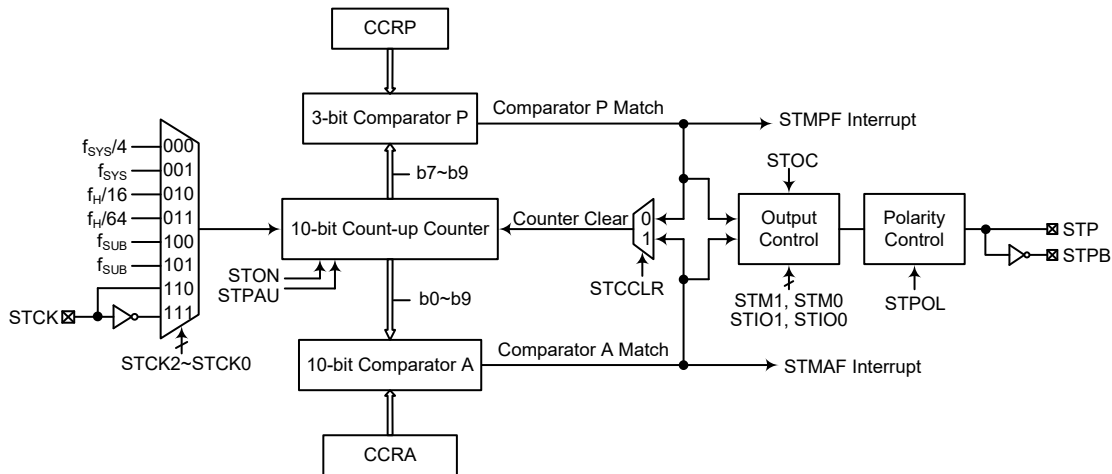 CCRP
3-bit Comparator P
Comparator P Match
STMPF Interrupt
b7~b9
fSYS/4
fSYS
fH/16
fH/64
fSUB
fSUB
STCK
000
001
010
011
100
101
110
111
STCK2~STCK0
10-bit Count-up Counter
STON
STPAU
Counter Clear
0
1
STCCLR
STOC
Output
Control
STM1, STM0
STIO1, STIO0
Polarity
Control
STPOL
STP
STPB
b0~b9
10-bit Comparator A
Comparator A Match
STMAF Interrupt
CCRA